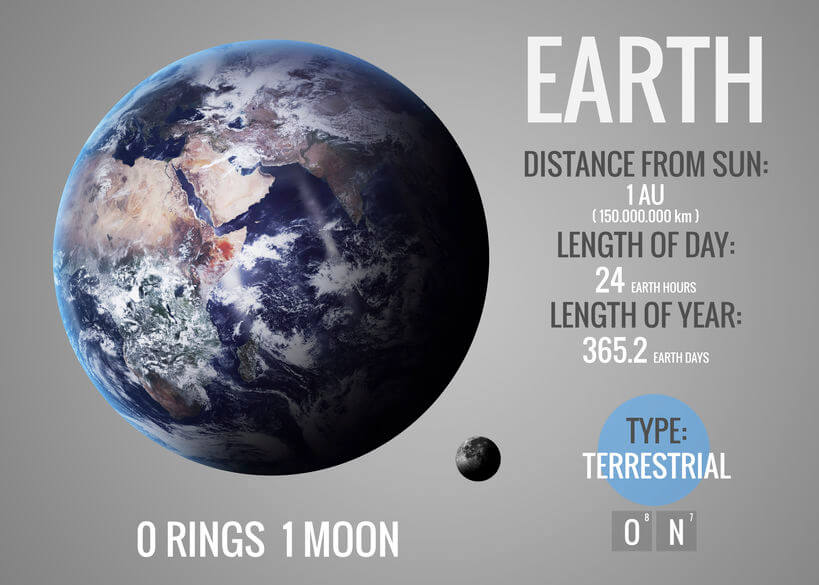 EARTH
DISTANCE FROM SUN:
1 AU
( 150.000.000 km )
LENGTH OF DAY:
24 EARTH HOURS
LENGTH OF YEAR:
365.2 EARTH DAYS
TYPE:
TERRESTRIAL
O 8 N 7
0 RINGS 1 MOON